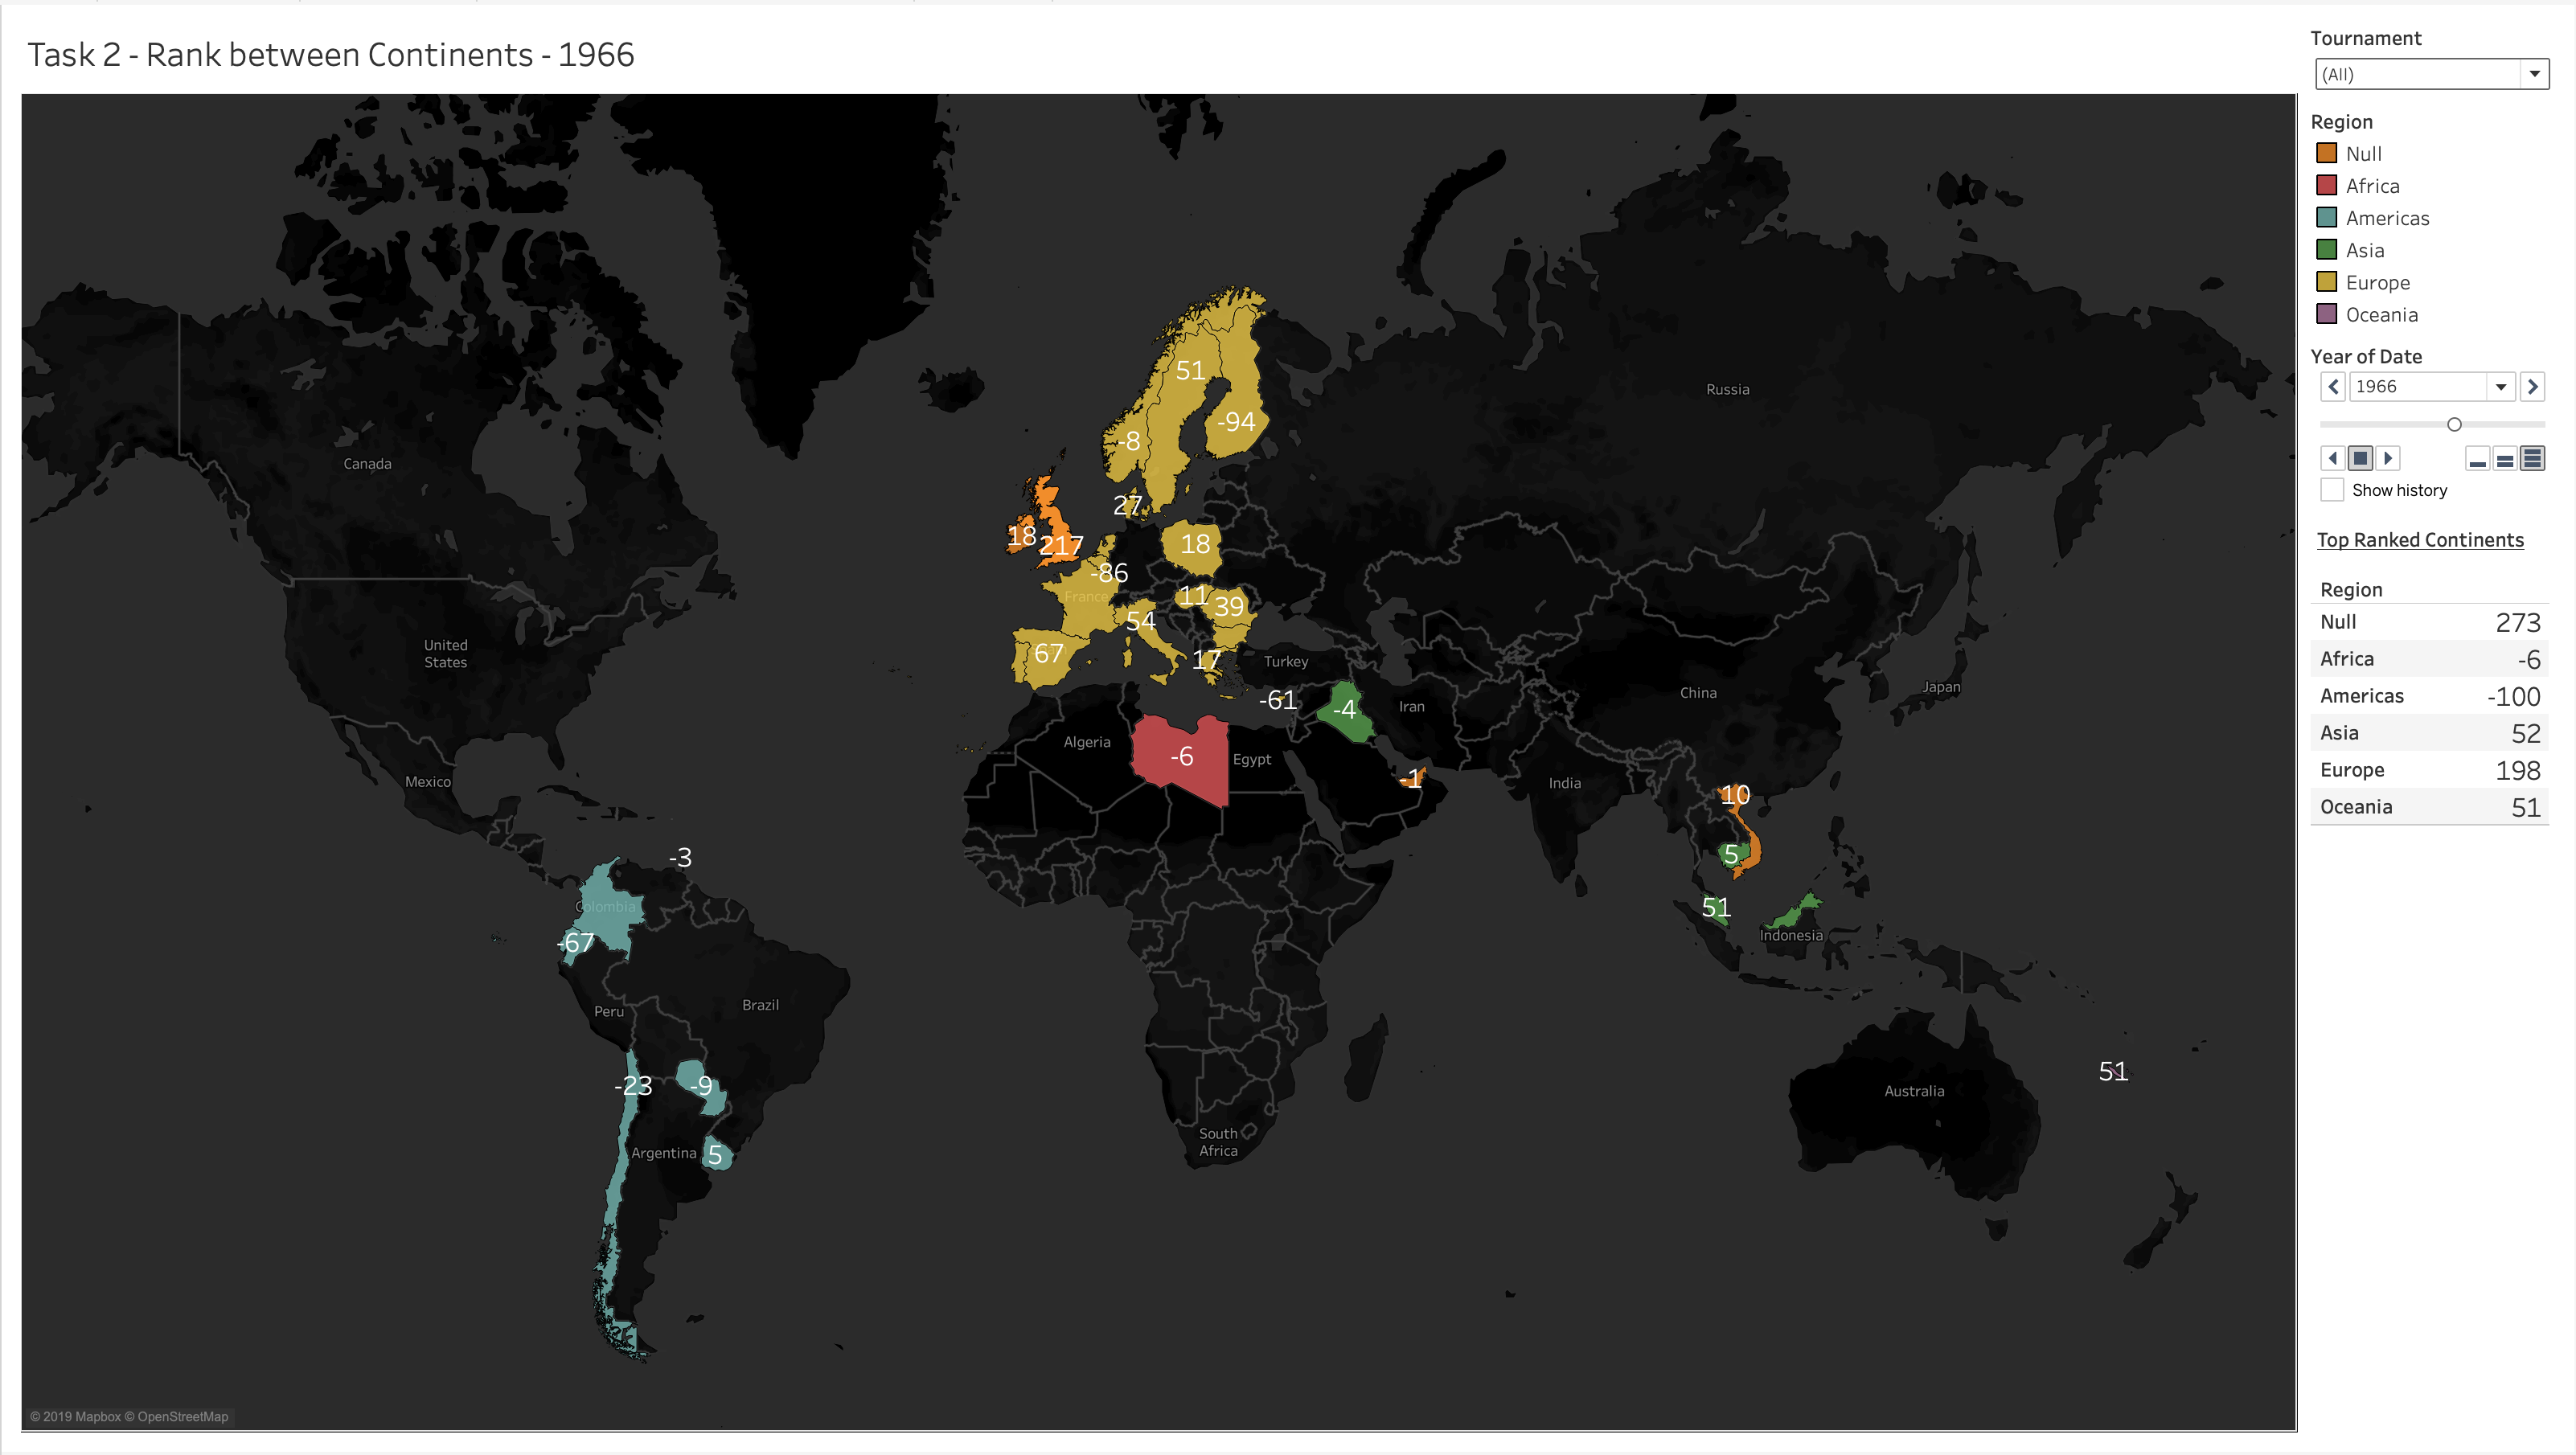 Task 2 - Rank between Continents - 1966
Tournament
(All)
Region
Null
Africa
Americas
Asia
Europe
Oceania
Year of Date
1966
Show history
Top Ranked Continents
Region
Null 273
Africa -6
Americas -100
Asia 52
Europe 198
Oceania 51
51
Russia
-94
-8
Canada
27
18
217
18
-86
France
11
39
54
United
States
67
17
Turkey
-61
-4
Iran
China
Japan
Algeria
-6
Egypt
-1
India
Mexico
10
-3
5
Colombia
51
-67
Indonesia
Peru
Brazil
-23
-9
51
Australia
South
Africa
Argentina
5
© 2019 Mapbox © OpenStreetMap